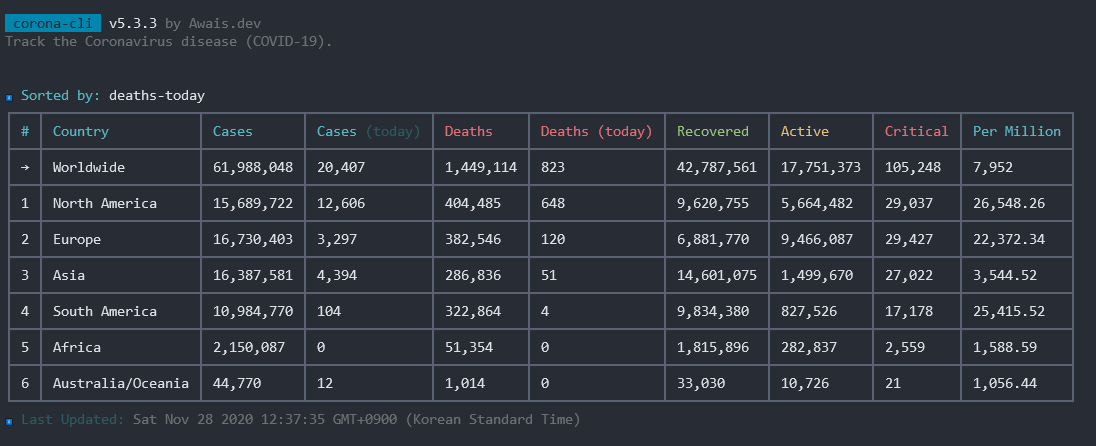 corona-cli v5.3.3 by Awais.dev
Track the Coronavirus disease (COVID-19).
Sorted by: deaths-today
# Country Cases Cases (today) Deaths Deaths (today) Recovered Active Critical Per Million
→ Worldwide 61,988,048 20,407 1,449,114 823 42,787,561 17,751,373 105,248 7,952
1 North America 15,689,722 12,606 404,485 648 9,620,755 5,664,482 29,037 26,548.26
2 Europe 16,730,403 3,297 382,546 120 6,881,770 9,466,087 29,427 22,372.34
3 Asia 16,387,581 4,394 286,836 51 14,601,075 1,499,670 27,022 3,544.52
4 South America 10,984,770 104 322,864 4 9,834,380 827,526 17,178 25,415.52
5 Africa 2,150,087 0 51,354 0 1,815,896 282,837 2,559 1,588.59
6 Australia/Oceania 44,770 12 1,014 0 33,030 10,726 21 1,056.44
Last Updated: Sat Nov 28 2020 12:37:35 GMT+0900 (Korean Standard Time)